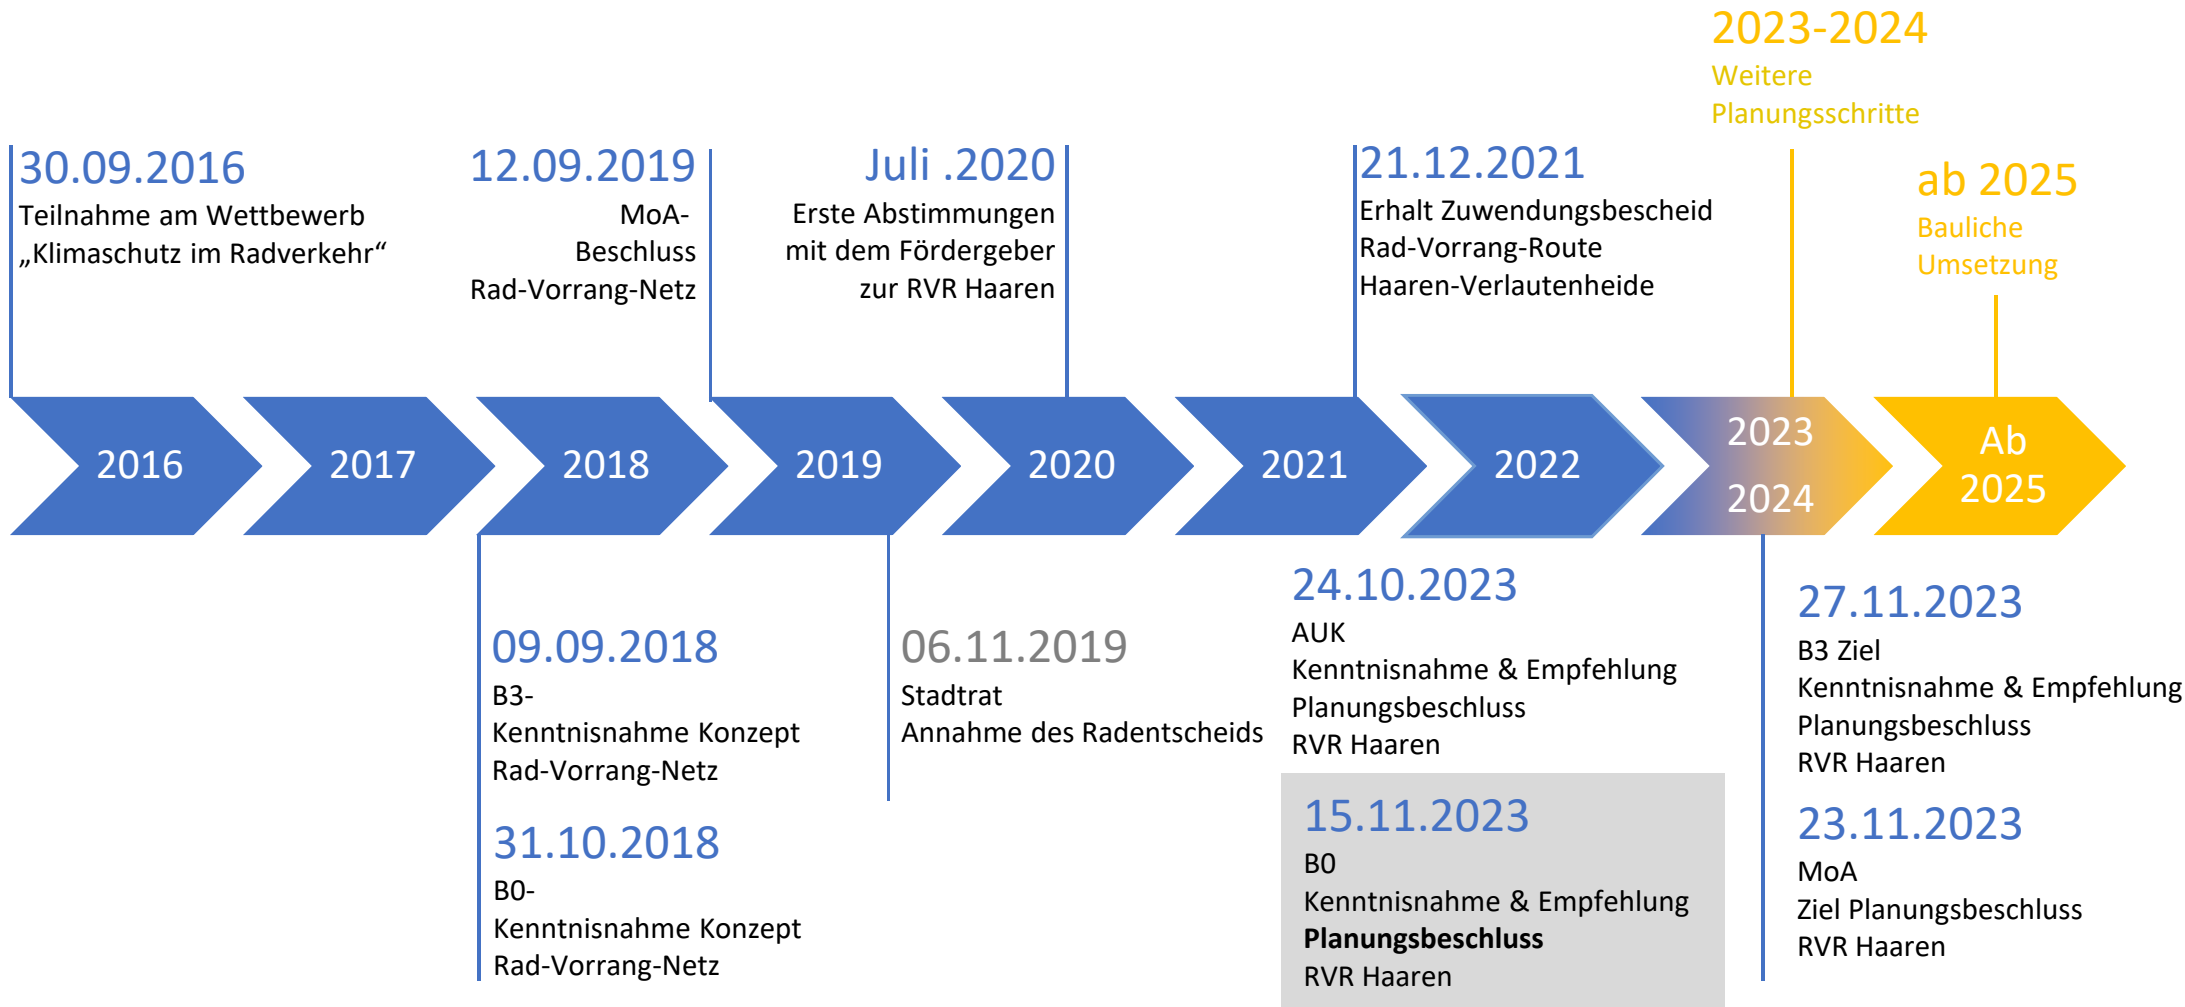 2023-2024
Weitere
Planungsschritte
30.09.2016
Teilnahme am Wettbewerb
„Klimaschutz im Radverkehr“
12.09.2019
MoA-
Beschluss
Rad-Vorrang-Netz
Juli .2020
Erste Abstimmungen
mit dem Fördergeber
zur RVR Haaren
21.12.2021
Erhalt Zuwendungsbescheid
Rad-Vorrang-Route
Haaren-Verlautenheide
ab 2025
Bauliche
Umsetzung
2016
2017
2018
2019
2020
2021
2022
2023
2024
Ab
2025
09.09.2018
B3-
Kenntnisnahme Konzept
Rad-Vorrang-Netz
31.10.2018
B0-
Kenntnisnahme Konzept
Rad-Vorrang-Netz
06.11.2019
Stadtrat
Annahme des Radentscheids
24.10.2023
AUK
Kenntnisnahme & Empfehlung
Planungsbeschluss
RVR Haaren
15.11.2023
B0
Kenntnisnahme & Empfehlung
Planungsbeschluss
RVR Haaren
27.11.2023
B3 Ziel
Kenntnisnahme & Empfehlung
Planungsbeschluss
RVR Haaren
23.11.2023
MoA
Ziel Planungsbeschluss
RVR Haaren